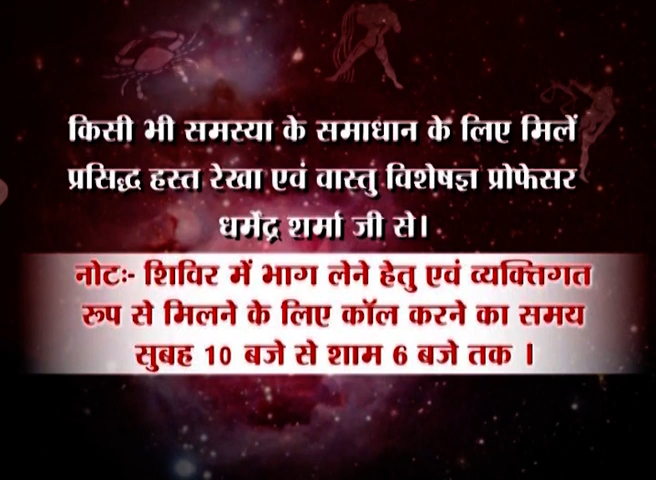 किसी भी समस्या के समाधान के लिए मिलें
प्रसिद्ध हस्त रेखा एवं वास्तु विशेषज्ञ प्रोफेसर
धर्मेंद्र शर्मा जी से।
नोटः- शिविर में भाग लेने हेतु एवं व्यक्तिगत
रूप से मिलने के लिए कॉल करने का समय
सुबह 10 बजे से शाम 6 बजे तक ।